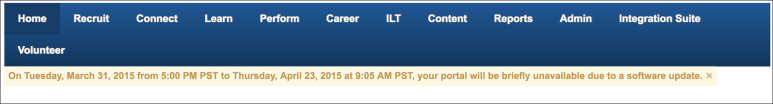 Home Recruit Connect Learn Perform Career ILT Content Reports Admin Integration Suite
Volunteer
On Tuesday, March 31, 2015 from 5:00 PM PST to Thursday, April 23, 2015 at 9:05 AM PST, your portal will be briefly unavailable due to a software update. ×